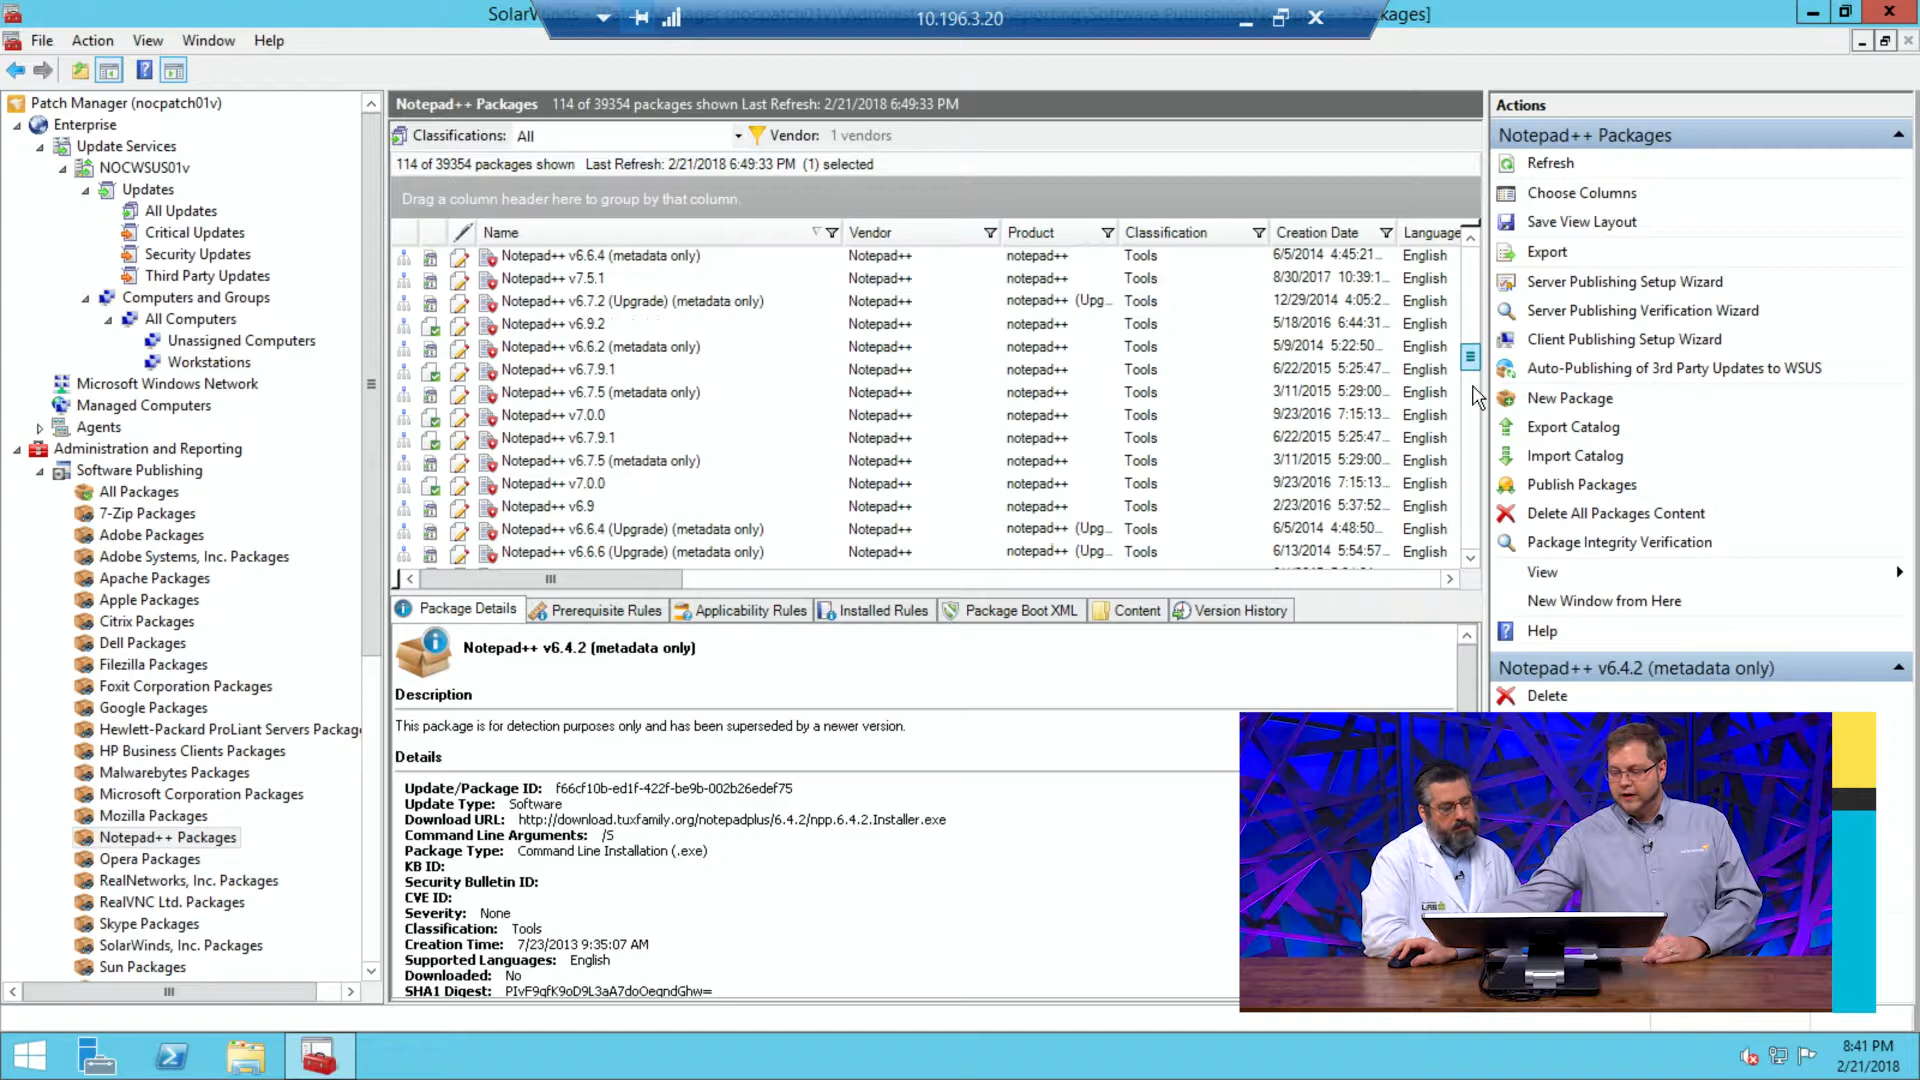 SolarWinds
10.196.3.20
Packages]
File Action View Window Help
Patch Manager (nocpatch01v)
Enterprise
Update Services
NOCWSUS01v
Updates
All Updates
Critical Updates
Security Updates
Third Party Updates
Computers and Groups
All Computers
Unassigned Computers
Workstations
Microsoft Windows Network
Managed Computers
Agents
Administration and Reporting
Software Publishing
All Packages
7-Zip Packages
Adobe Packages
Adobe Systems, Inc. Packages
Apache Packages
Apple Packages
Citrix Packages
Dell Packages
Filezilla Packages
Foxit Corporation Packages
Google Packages
Hewlett-Packard ProLiant Servers Package
HP Business Clients Packages
Malwarebytes Packages
Microsoft Corporation Packages
Mozilla Packages
Notepad++ Packages
Opera Packages
RealNetworks, Inc. Packages
RealVNC Ltd. Packages
Skype Packages
SolarWinds, Inc. Packages
Sun Packages
Notepad++ Packages 114 of 39354 packages shown Last Refresh: 2/21/2018 6:49:33 PM
Classifications: All Vendor: 1 vendors
114 of 39354 packages shown Last Refresh: 2/21/2018 6:49:33 PM (1) selected
Drag a column header here to group by that column.
Name Vendor Product Classification Creation Date Language
Notepad++ v6.6.4 (metadata only) Notepad++ notepad++ Tools 6/5/2014 4:45:21... English
Notepad++ v7.5.1 Notepad++ notepad++ Tools 8/30/2017 10:39:1... English
Notepad++ v6.7.2 (Upgrade) (metadata only) Notepad++ notepad++ (Upg... Tools 12/29/2014 4:05:2... English
Notepad++ v6.9.2 Notepad++ notepad++ Tools 5/18/2016 6:44:31... English
Notepad++ v6.6.2 (metadata only) Notepad++ notepad++ Tools 5/9/2014 5:22:50... English
Notepad++ v6.7.9.1 Notepad++ notepad++ Tools 6/22/2015 5:25:47... English
Notepad++ v6.7.5 (metadata only) Notepad++ notepad++ Tools 3/11/2015 5:29:00... English
Notepad++ v7.0.0 Notepad++ notepad++ Tools 9/23/2016 7:15:13... English
Notepad++ v6.7.9.1 Notepad++ notepad++ Tools 6/22/2015 5:25:47... English
Notepad++ v6.7.5 (metadata only) Notepad++ notepad++ Tools 3/11/2015 5:29:00... English
Notepad++ v7.0.0 Notepad++ notepad++ Tools 9/23/2016 7:15:13... English
Notepad++ v6.9 Notepad++ notepad++ Tools 2/23/2016 5:37:52... English
Notepad++ v6.6.4 (Upgrade) (metadata only) Notepad++ notepad++ (Upg... Tools 6/5/2014 4:48:50... English
Notepad++ v6.6.6 (Upgrade) (metadata only) Notepad++ notepad++ (Upg... Tools 6/13/2014 5:54:57... English
Package Details Prerequisite Rules Applicability Rules Installed Rules Package Boot XML Content Version History
Notepad++ v6.4.2 (metadata only)
Description
This package is for detection purposes only and has been superseded by a newer version.
Details
Update/Package ID: f66cf10b-ed1f-422f-be9b-002b26edef75
Update Type: Software
Download URL: http://download.tuxfamily.org/notepadplus/6.4.2/npp.6.4.2.Installer.exe
Command Line Arguments: /S
Package Type: Command Line Installation (.exe)
KB ID:
Security Bulletin ID:
CVE ID:
Severity: None
Classification: Tools
Creation Time: 7/23/2013 9:35:07 AM
Supported Languages: English
Downloaded: No
SHA1 Digest: PIvF9qfK9oD9L3aA7doOeqndGhw=
Actions
Notepad++ Packages
Refresh
Choose Columns
Save View Layout
Export
Server Publishing Setup Wizard
Server Publishing Verification Wizard
Client Publishing Setup Wizard
Auto-Publishing of 3rd Party Updates to WSUS
New Package
Export Catalog
Import Catalog
Publish Packages
Delete All Packages Content
Package Integrity Verification
View
New Window from Here
Help
Notepad++ v6.4.2 (metadata only)
Delete
LAB
8:41 PM
2/21/2018